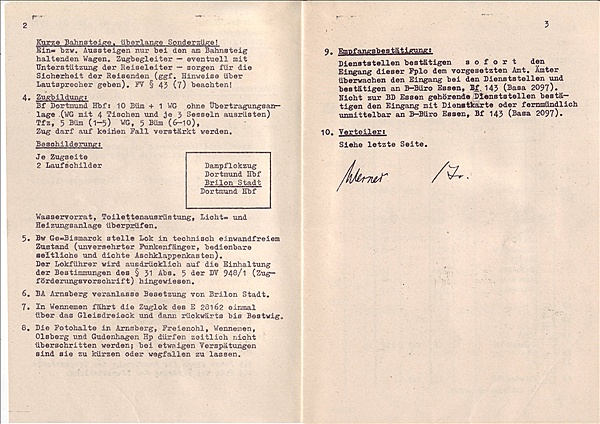 2
Kurze Bahnsteige, überlange Sonderzüge!
Ein- bzw. Aussteigen nur bei den am Bahnsteig
haltenden Wagen. Zugbegleiter - eventuell mit
Unterstützung der Reiseleiter - sorgen für die
Sicherheit der Reisenden (ggf. Hinweise über
Lautsprecher geben). FV § 43 (7) beachten!
4. Zugbildung:
Bf Dortmund Hbf: 10 Büm + 1 WG ohne Übertragungsan-
lage (WG mit 4 Tischen und je 3 Sesseln ausrüsten)
Tfz, 5 Büm (1-5) WG, 5 Büm (6-10),
Zug darf auf keinen Fall verstärkt werden.
Beschilderung:
Je Zugseite
2 Laufschilder
Dampflokzug
Dortmund Hbf
Brilon Stadt
Dortmund Hbf
Wasservorrat, Toilettenausrüstung, Licht- und
Heizungsanlage überprüfen.
5. Bw Ge-Bismarck stelle Lok in technisch einwandfreiem
Zustand (unversehrter Funkenfänger, bedienbare
seitliche und dichte Aschklappenkasten).
Der Lokführer wird ausdrücklich auf die Einhaltung
der Bestimmungen des § 31 Abs. 5 der DV 948/1 (Zug-
förderungsvorschrift) hingewiesen.
6. BA Arnsberg veranlasse Besetzung von Brilon Stadt.
7. In Wennemen fährt die Zuglok des E 28162 einmal
über das Gleisdreieck und dann rückwärts bis Bestwig.
8. Die Fotohalte in Arnsberg, Freienohl, Wennemen,
Olsberg und Gudenhagen Hp dürfen zeitlich nicht
überschritten werden; bei etwaigen Verspätungen
sind sie zu kürzen oder wegfallen zu lassen.
3
9. Empfangsbestätigung:
Dienststellen bestätigen s o f o r t den
Eingang dieser Fplo dem vorgesetzten Amt. Ämter
überwachen den Eingang bei den Dienststellen und
bestätigen an B-Büro Essen, Bf 143 (Basa 2097).
Nicht zur BD Essen gehörende Dienststellen bestä-
tigen den Eingang mit Dienstkarte oder fernmündlich
unmittelbar an B-Büro Essen, Bf 143 (Basa 2097).
10. Verteiler:
Siehe letzte Seite.
Werner